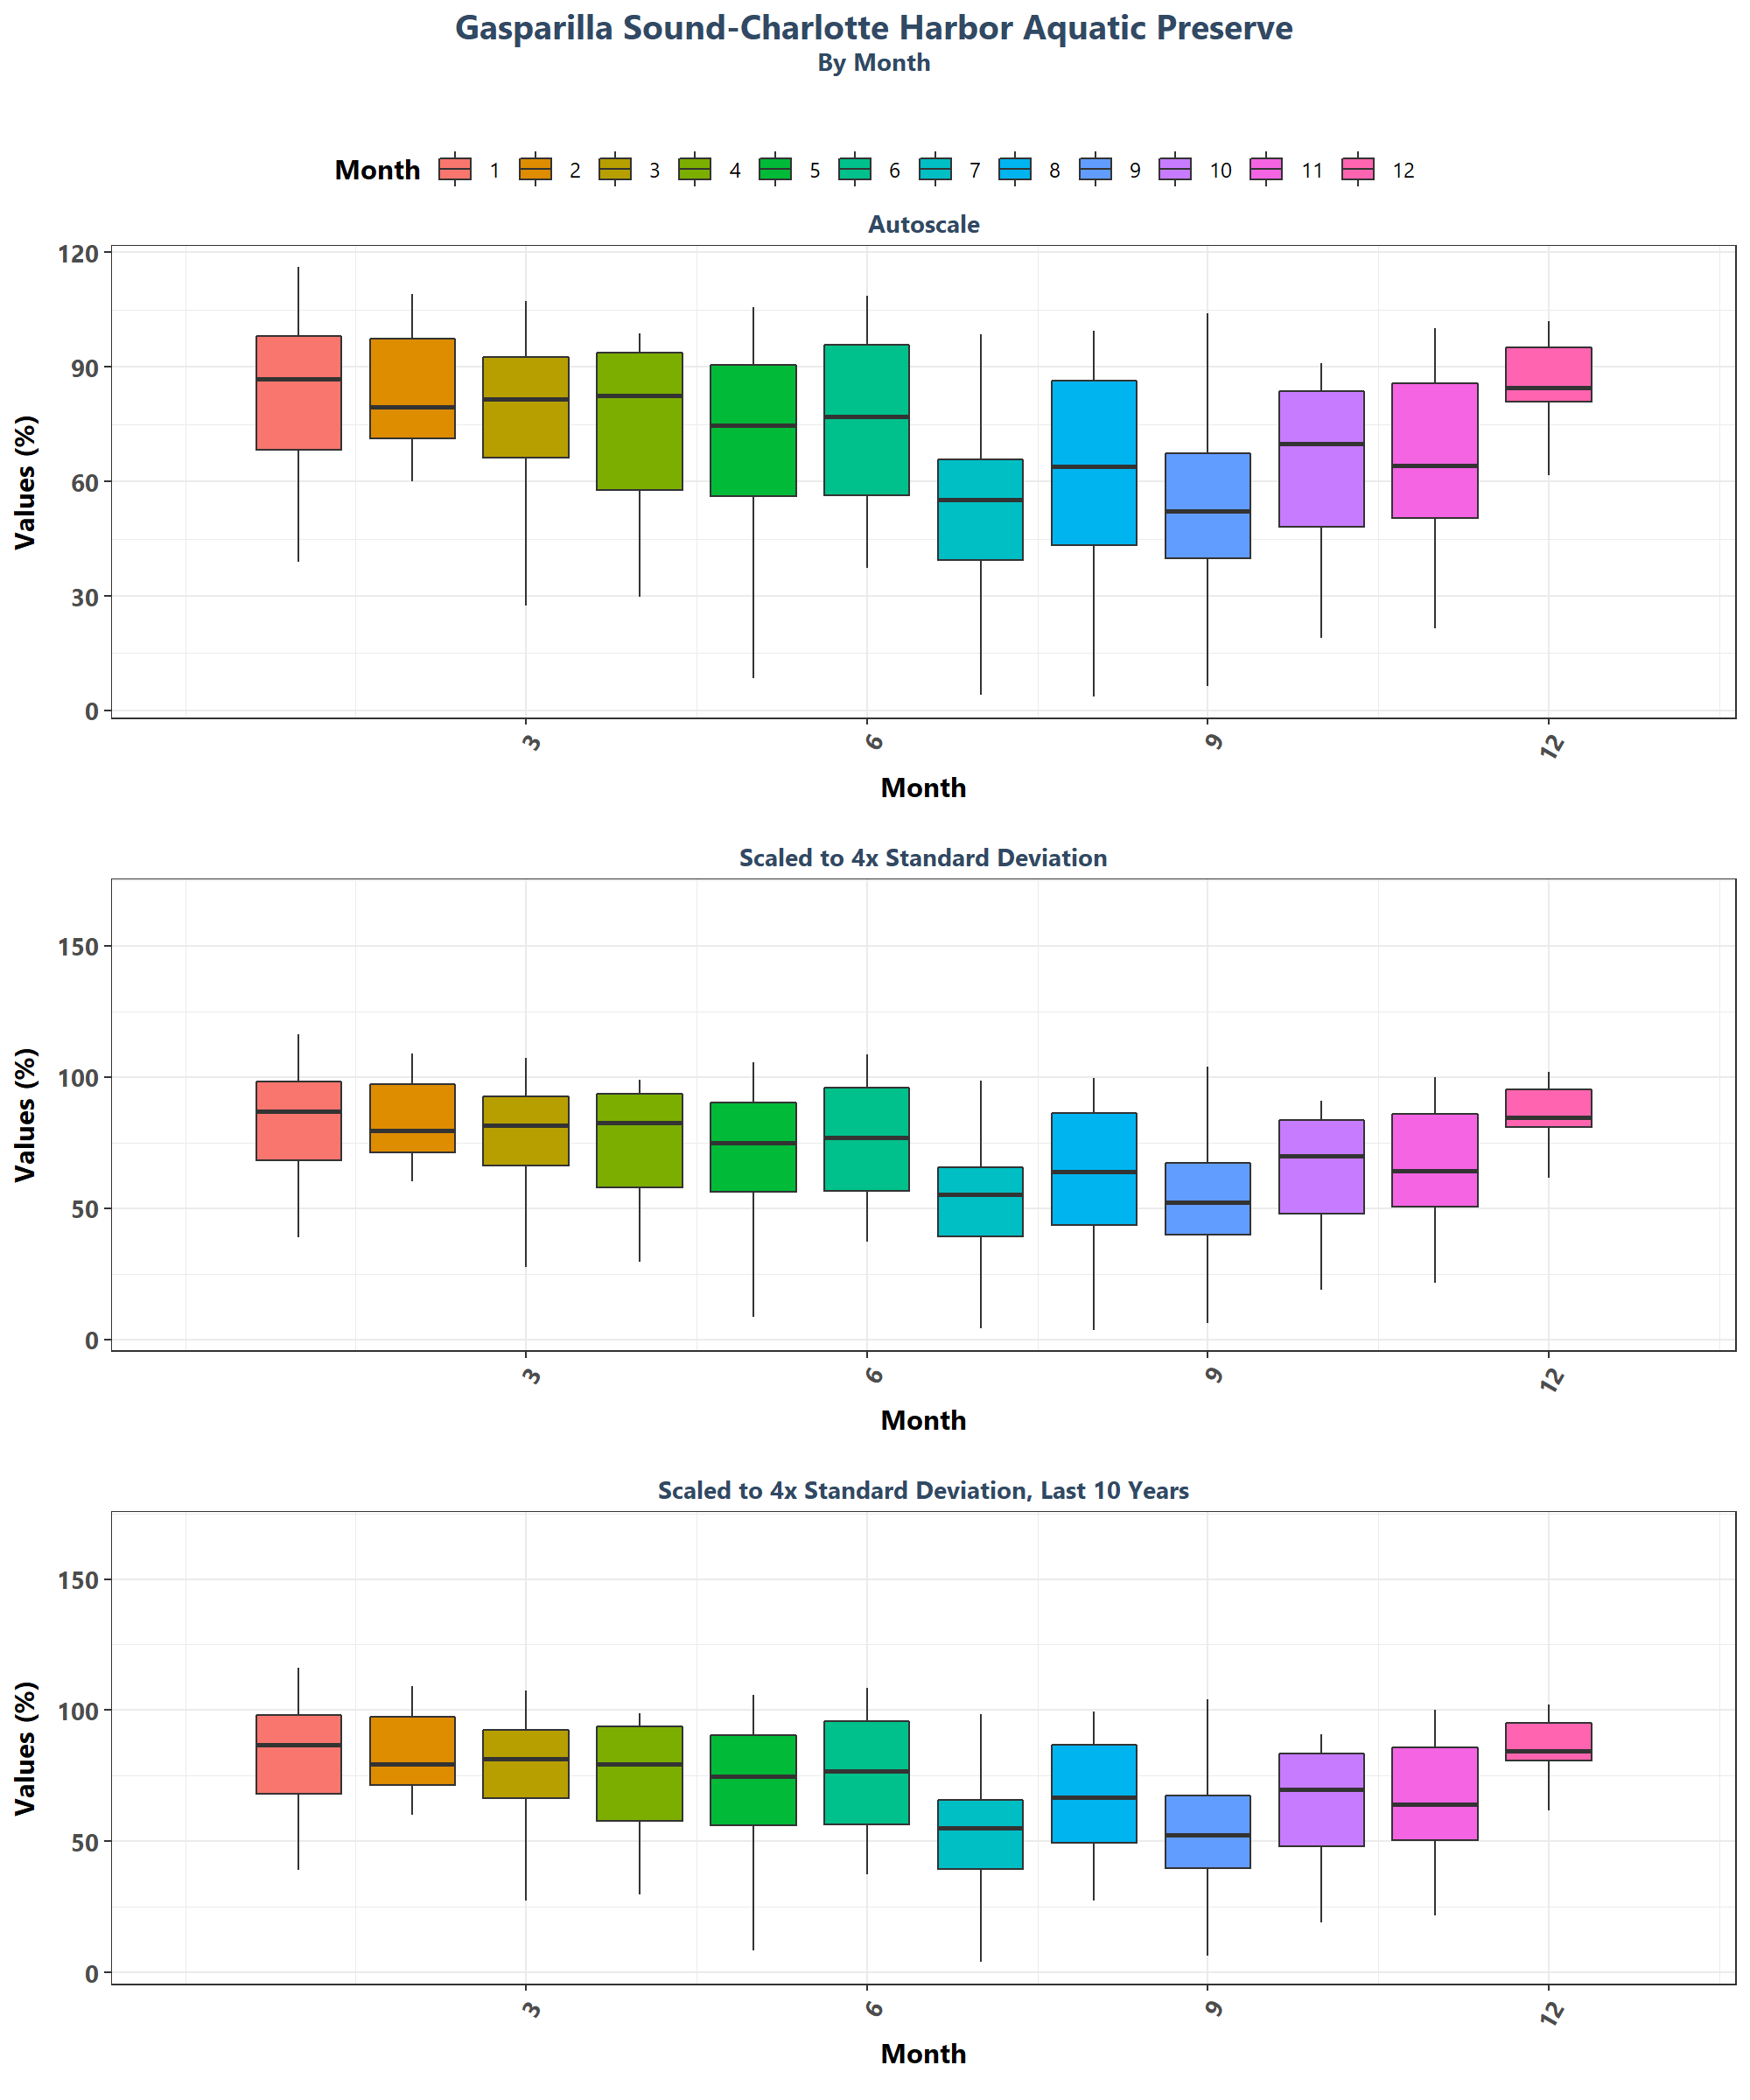 Gasparilla Sound-Charlotte Harbor Aquatic Preserve
By Month
Month 1 2 3 4 5 6 7 8 9 10 11 12
Autoscale
Values (%)
120
90
60
30
0
3 6 9 12
Month
Scaled to 4x Standard Deviation
Values (%)
150
100
50
0
3 6 9 12
Month
Scaled to 4x Standard Deviation, Last 10 Years
Values (%)
150
100
50
0
3 6 9 12
Month